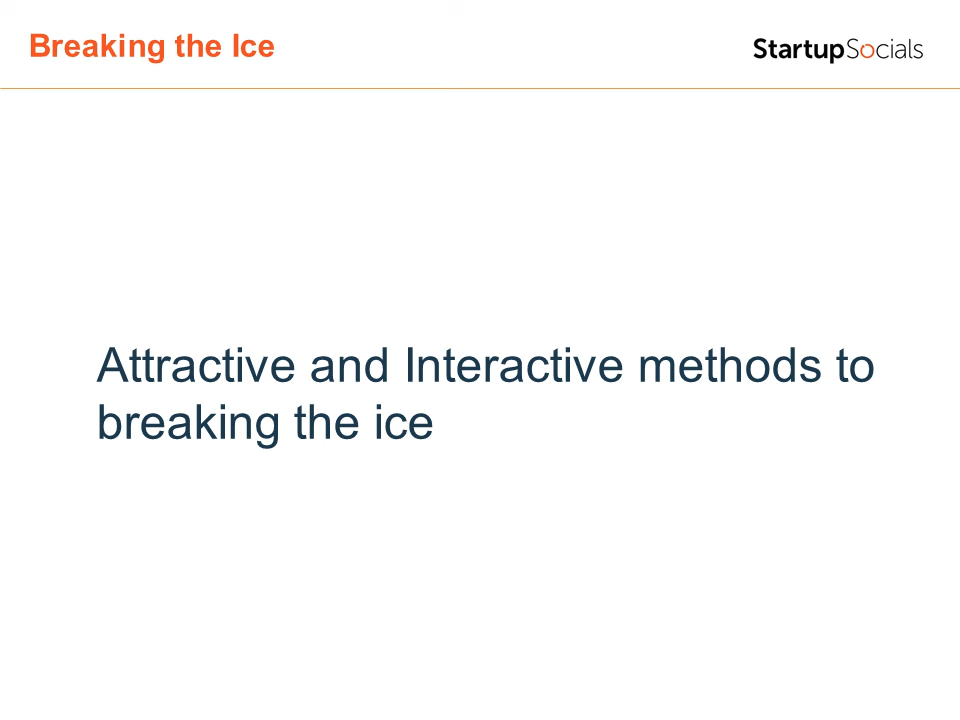 Breaking the Ice
StartupSocials
Attractive and Interactive methods to
breaking the ice